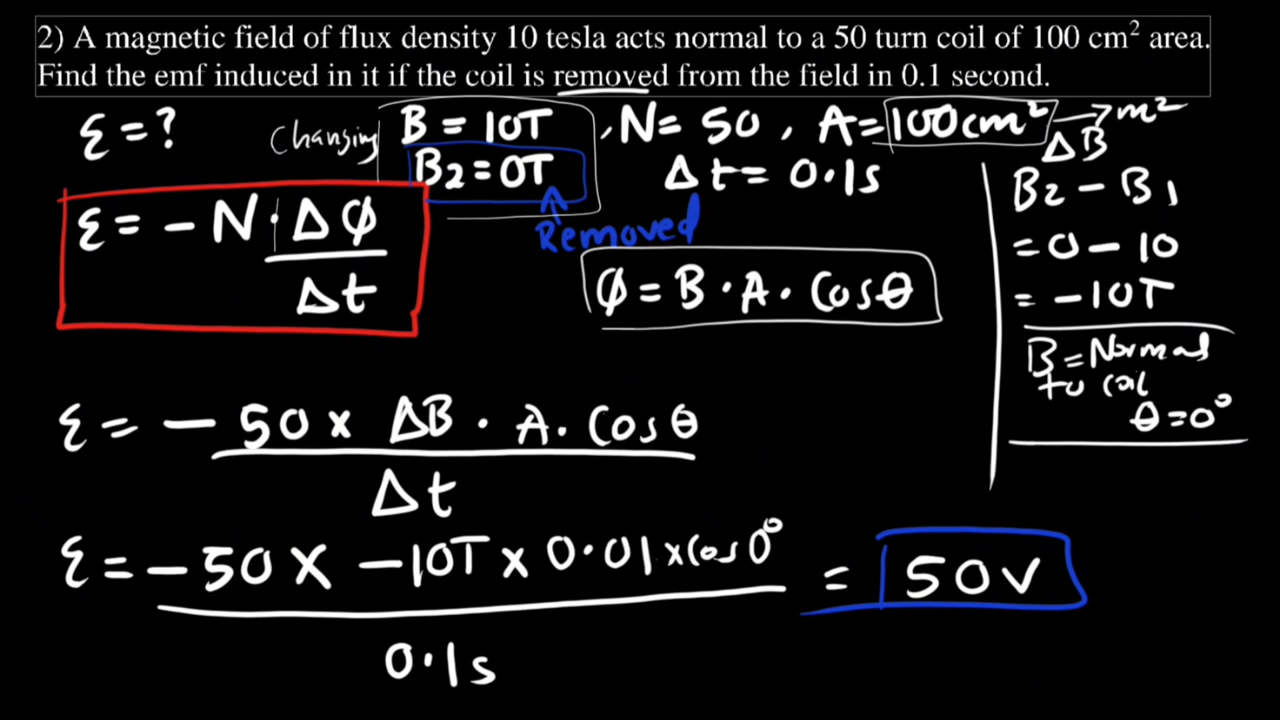 2) A magnetic field of flux density 10 tesla acts normal to a 50 turn coil of 100 cm² area.
Find the emf induced in it if the coil is removed from the field in 0.1 second.
ε = ? Changing B = 10T , N = 50 , A = 100cm² → m²
B₂ = 0T Δt = 0.1s
Removed
ε = - N · Δφ
Δt
φ = B · A · Cosθ
ΔB
B₂ - B₁
= 0 - 10
= -10T
B = Normal
to coil
θ = 0°
ε = - 50 x ΔB · A · Cosθ
Δt
ε = - 50 x -10T x 0.01 x Cos 0° = 50V
0.1s